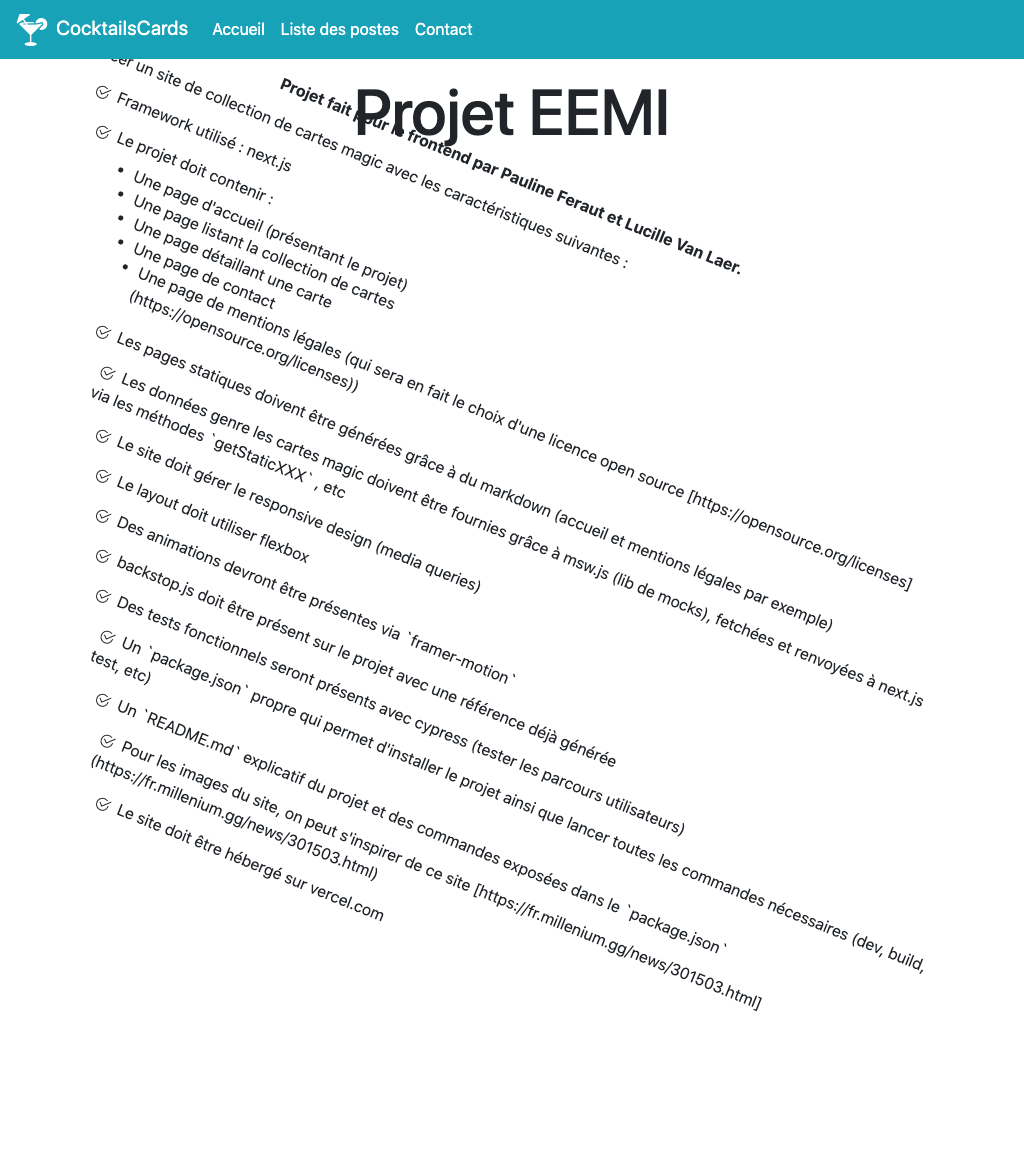 CocktailsCards Accueil Liste des postes Contact
Projet EEMI
Projet fait pour le frontend par Pauline Feraut et Lucille Van Laer.
un site de collection de cartes magic avec les caractéristiques suivantes :
Framework utilisé : next.js
Le projet doit contenir :
Une page d'accueil (présentant le projet)
Une page listant la collection de cartes
Une page détaillant une carte
Une page de contact
Une page de mentions légales (qui sera en fait le choix d'une licence open source [https://opensource.org/licenses]
(https://opensource.org/licenses))
Les pages statiques doivent être générées grâce à du markdown (accueil et mentions légales par exemple)
Les données genre les cartes magic doivent être fournies grâce à msw.js (lib de mocks), fetchées et renvoyées à next.js
via les méthodes `getStaticXXX` , etc
Le site doit gérer le responsive design (media queries)
Le layout doit utiliser flexbox
Des animations devront être présentes via `framer-motion`
backstop.js doit être présent sur le projet avec une référence déjà générée
Des tests fonctionnels seront présents avec cypress (tester les parcours utilisateurs)
Un `package.json` propre qui permet d'installer le projet ainsi que lancer toutes les commandes nécessaires (dev, build,
test, etc)
Un `README.md` explicatif du projet et des commandes exposées dans le `package.json`
Pour les images du site, on peut s'inspirer de ce site [https://fr.millenium.gg/news/301503.html]
(https://fr.millenium.gg/news/301503.html)
Le site doit être hébergé sur vercel.com